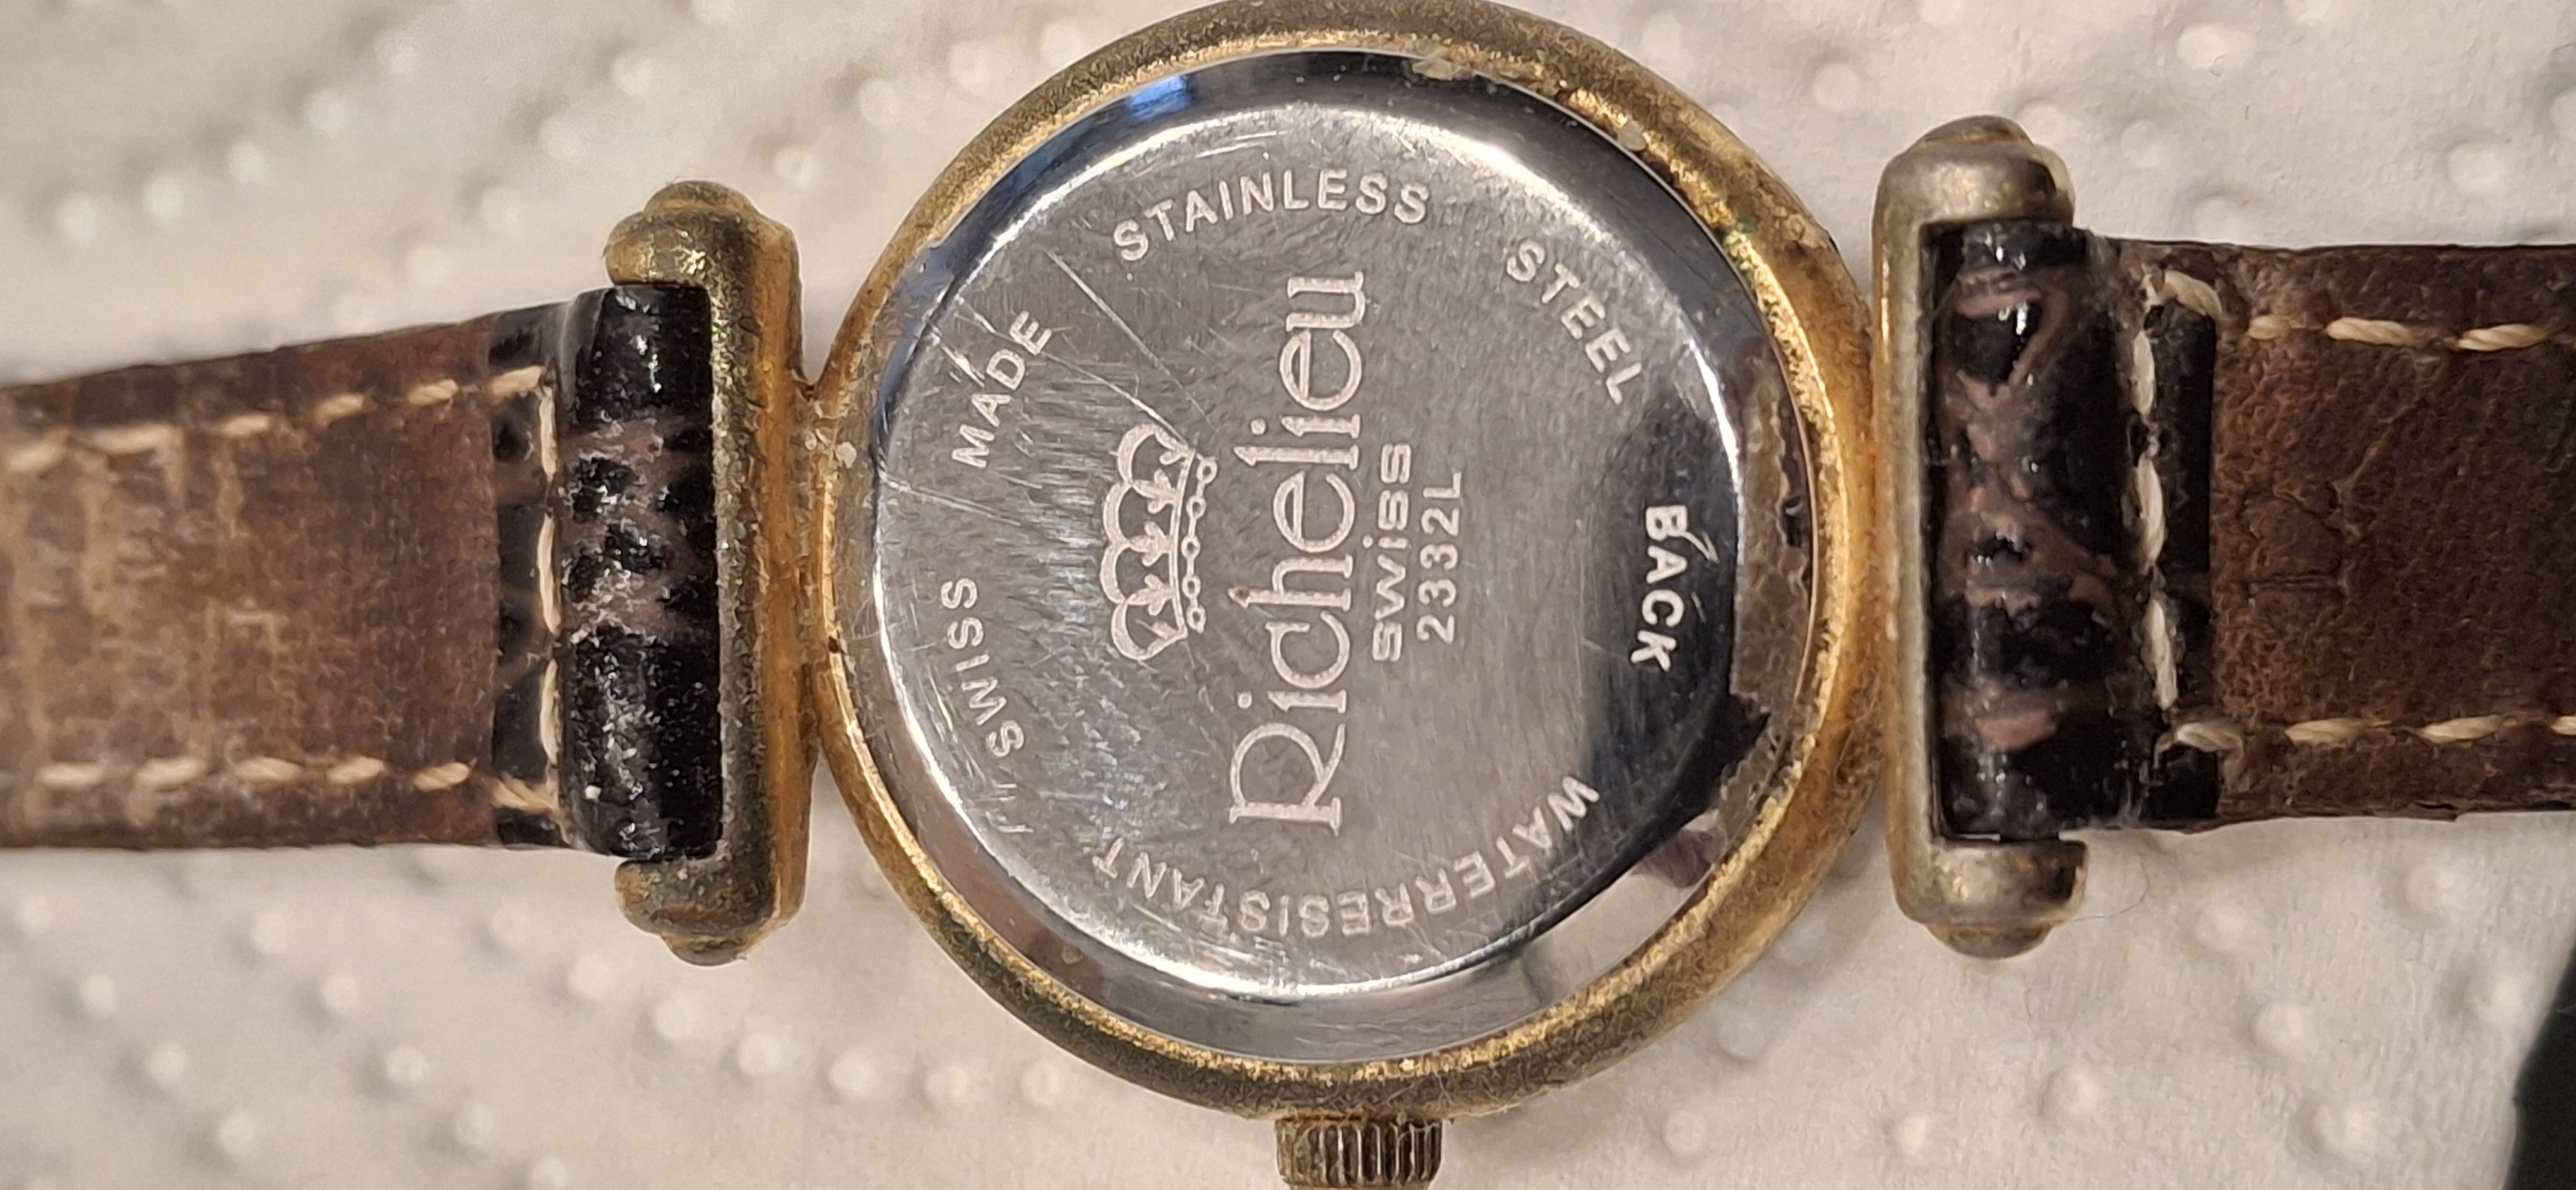 Richelieu
SWISS
2332L
STAINLESS STEEL BACK
WATERRESISTANT
SWISS MADE